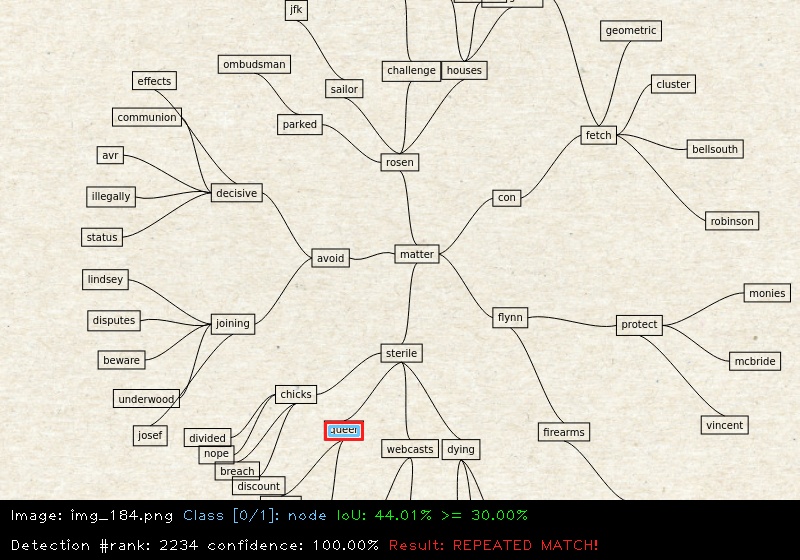 jfk
geometric
ombudsman
challenge
houses
effects
sailor
cluster
communion
parked
fetch
bellsouth
avr
rosen
illegally
decisive
con
robinson
status
avoid
matter
lindsey
monies
disputes
joining
flynn
protect
beware
sterile
mcbride
underwood
chicks
josef
divided
queer
firearms
vincent
nope
webcasts
dying
breach
discount
Image: img_184.png Class [0/1]: node IoU: 44.01% >= 30.00%
Detection #rank: 2234 confidence: 100.00% Result: REPEATED MATCH!